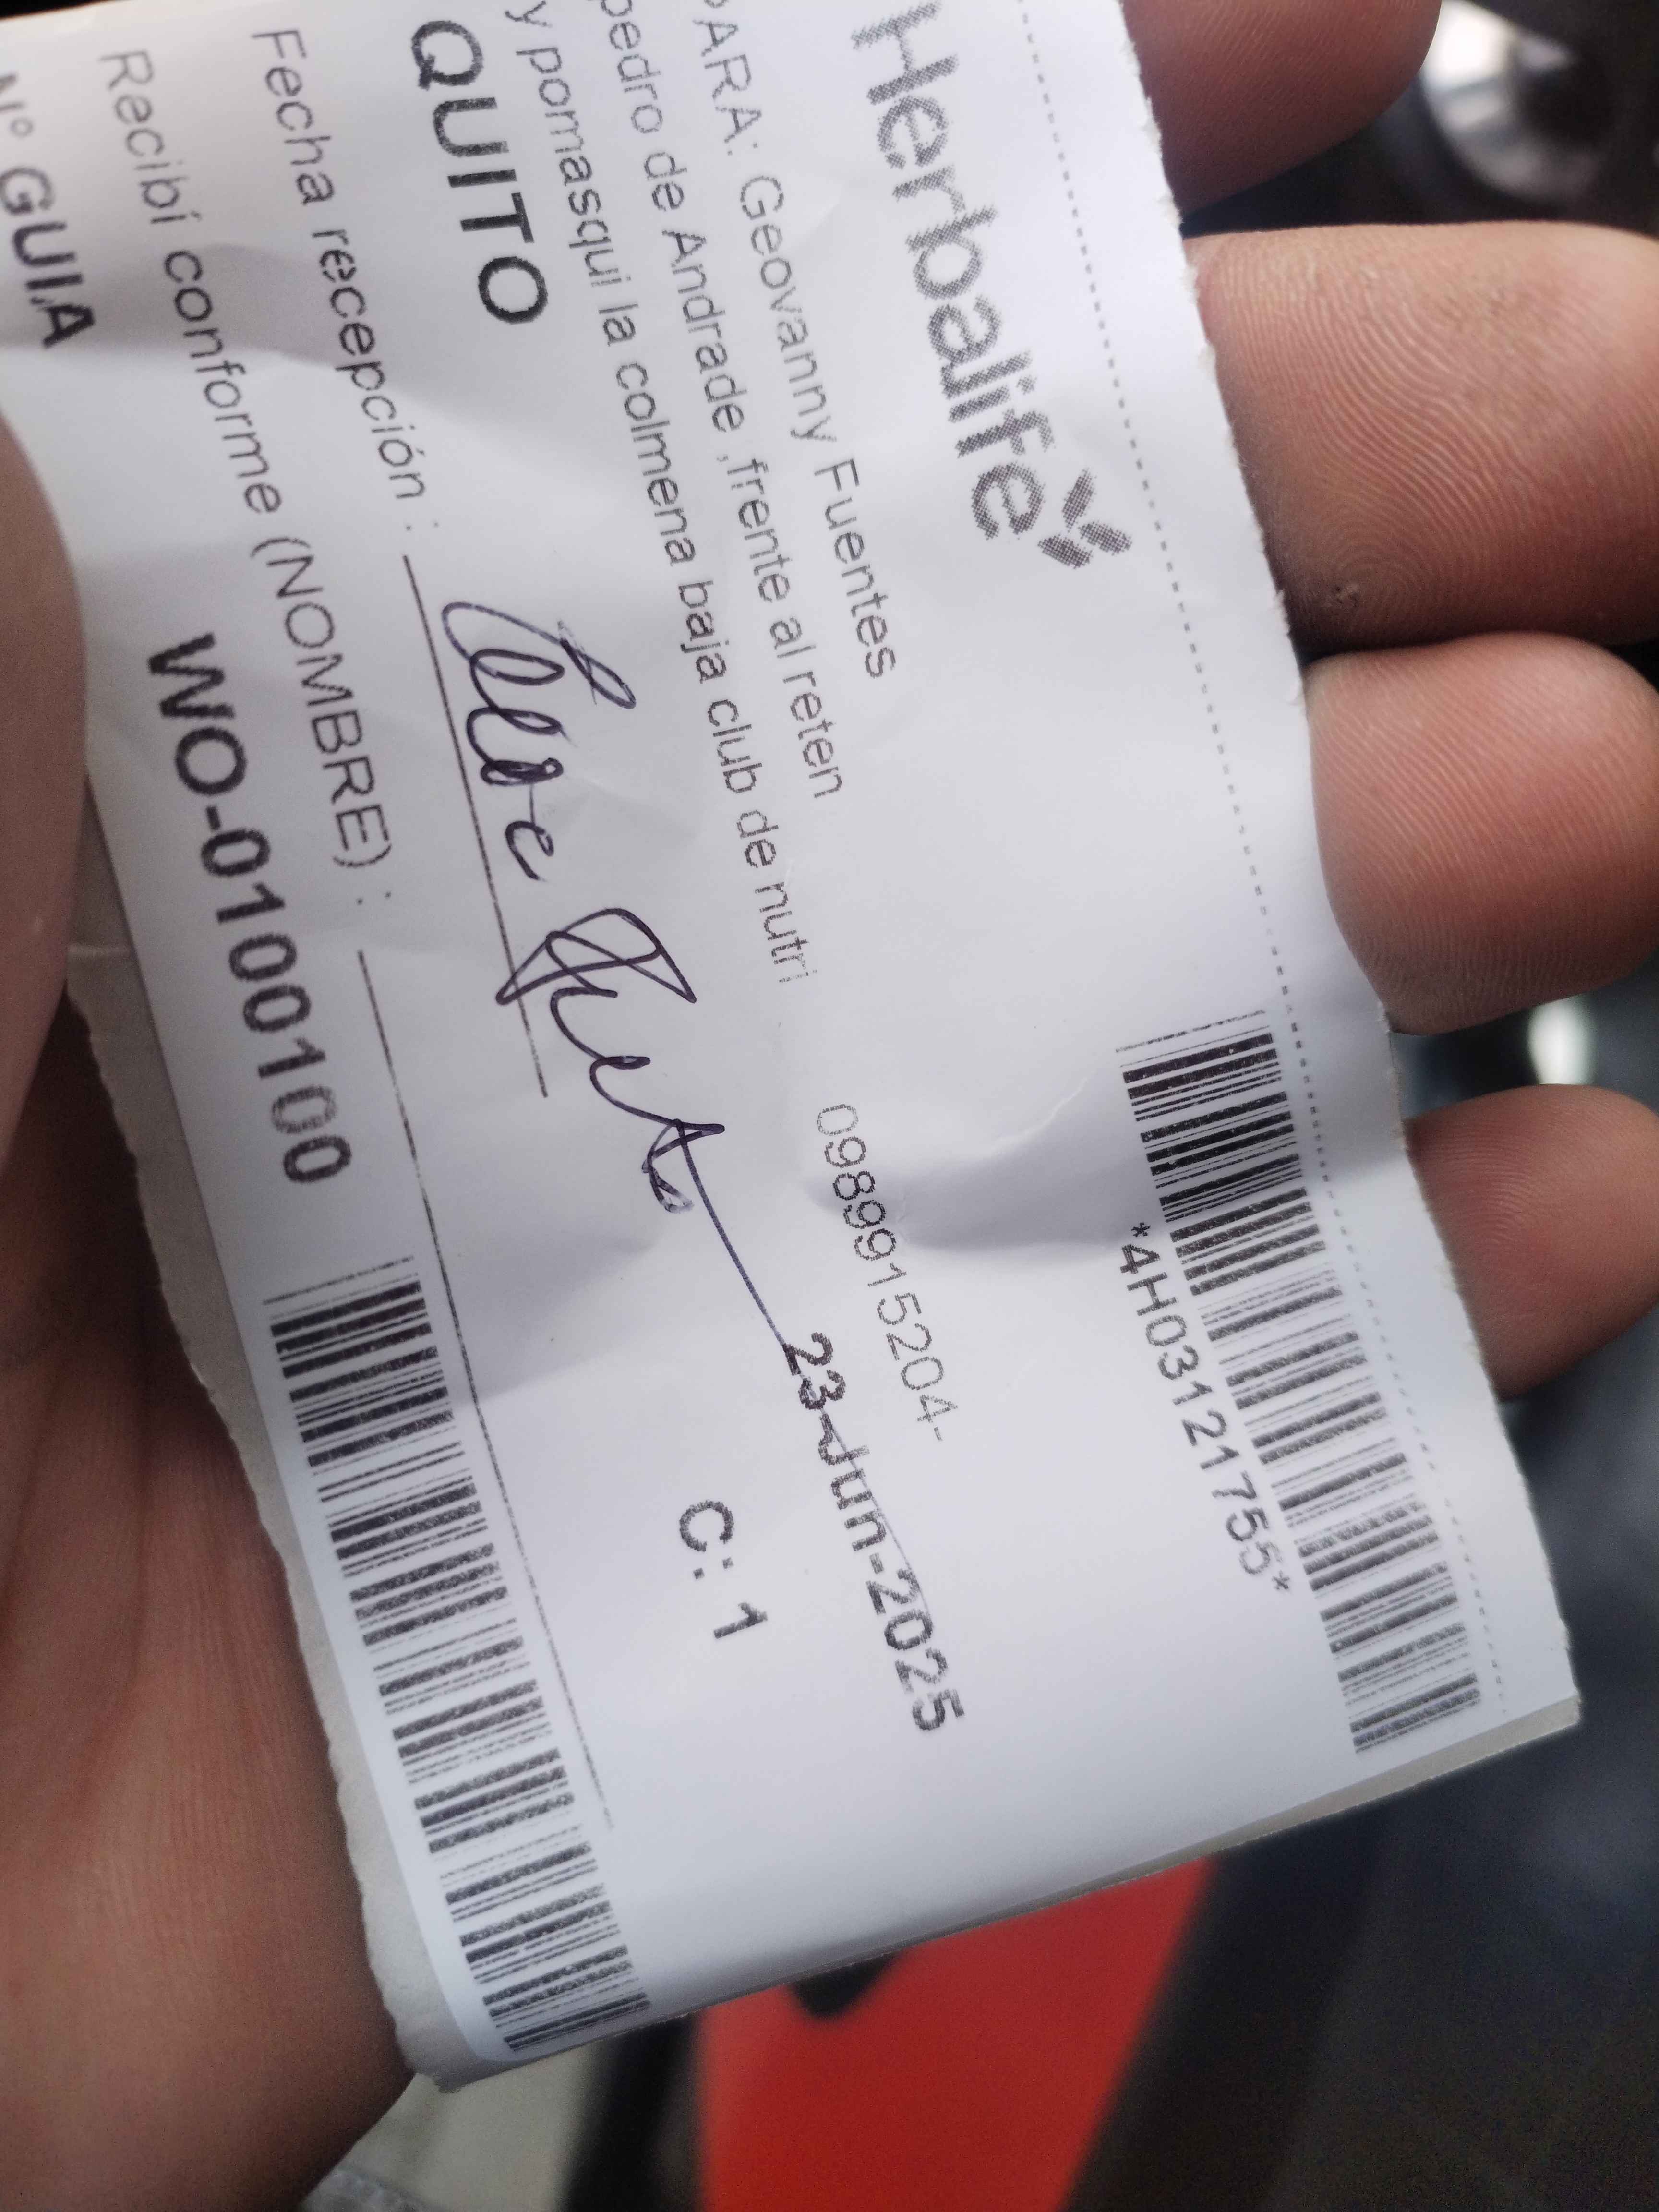 Herbalife
*4H03121755*
PARA: Geovanny Fuentes
pedro de Andrade ,frente al reten
0989915204-
y pomasqui la colmena baja club de nutri
23-Jun-2025
QUITO
C: 1
Fecha recepción :
Recibí conforme (NOMBRE) :
N° GUIA
WO-0100100